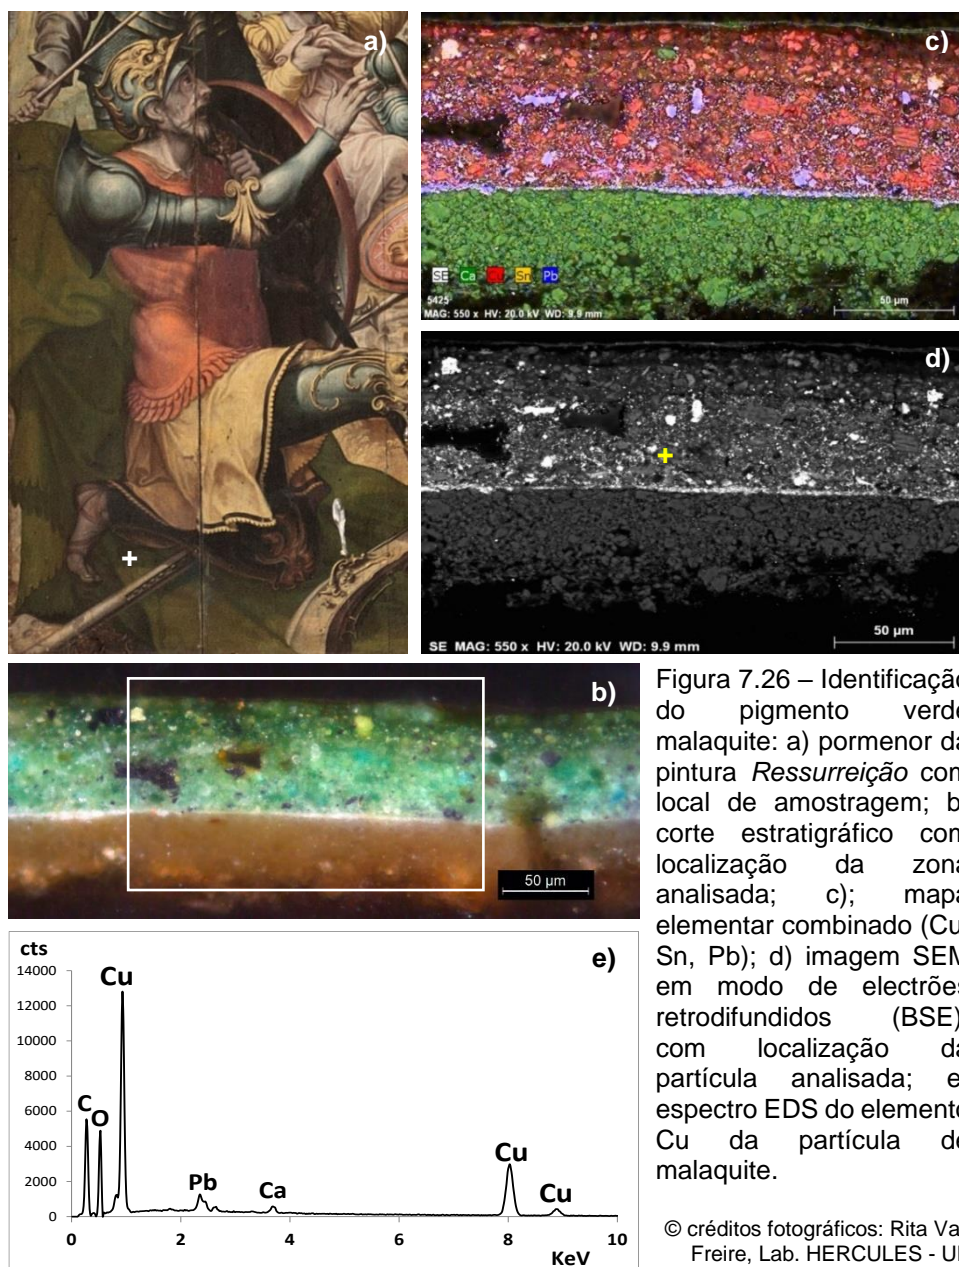 a)
c)
SE Ca Cu Sn Pb
5425
MAG: 550 x HV: 20.0 kV WD: 9.9 mm
50 µm
d)
SE MAG: 550 x HV: 20.0 kV WD: 9.9 mm
50 µm
b)
50 µm
Figura 7.26 – Identificação
do pigmento verde
malaquite: a) pormenor da
pintura Ressurreição com
local de amostragem; b)
corte estratigráfico com
localização da zona
analisada; c); mapa
elementar combinado (Cu,
Sn, Pb); d) imagem SEM
em modo de electrões
retrodifundidos (BSE),
com localização da
partícula analisada; e)
espectro EDS do elemento
Cu da partícula de
malaquite.
© créditos fotográficos: Rita Vaz
Freire, Lab. HERCULES -
cts
e)
14000
12000
10000
8000
6000
4000
2000
0
Cu
C
O
Pb
Ca
Cu
Cu
0 2 4 6 8 10
KeV